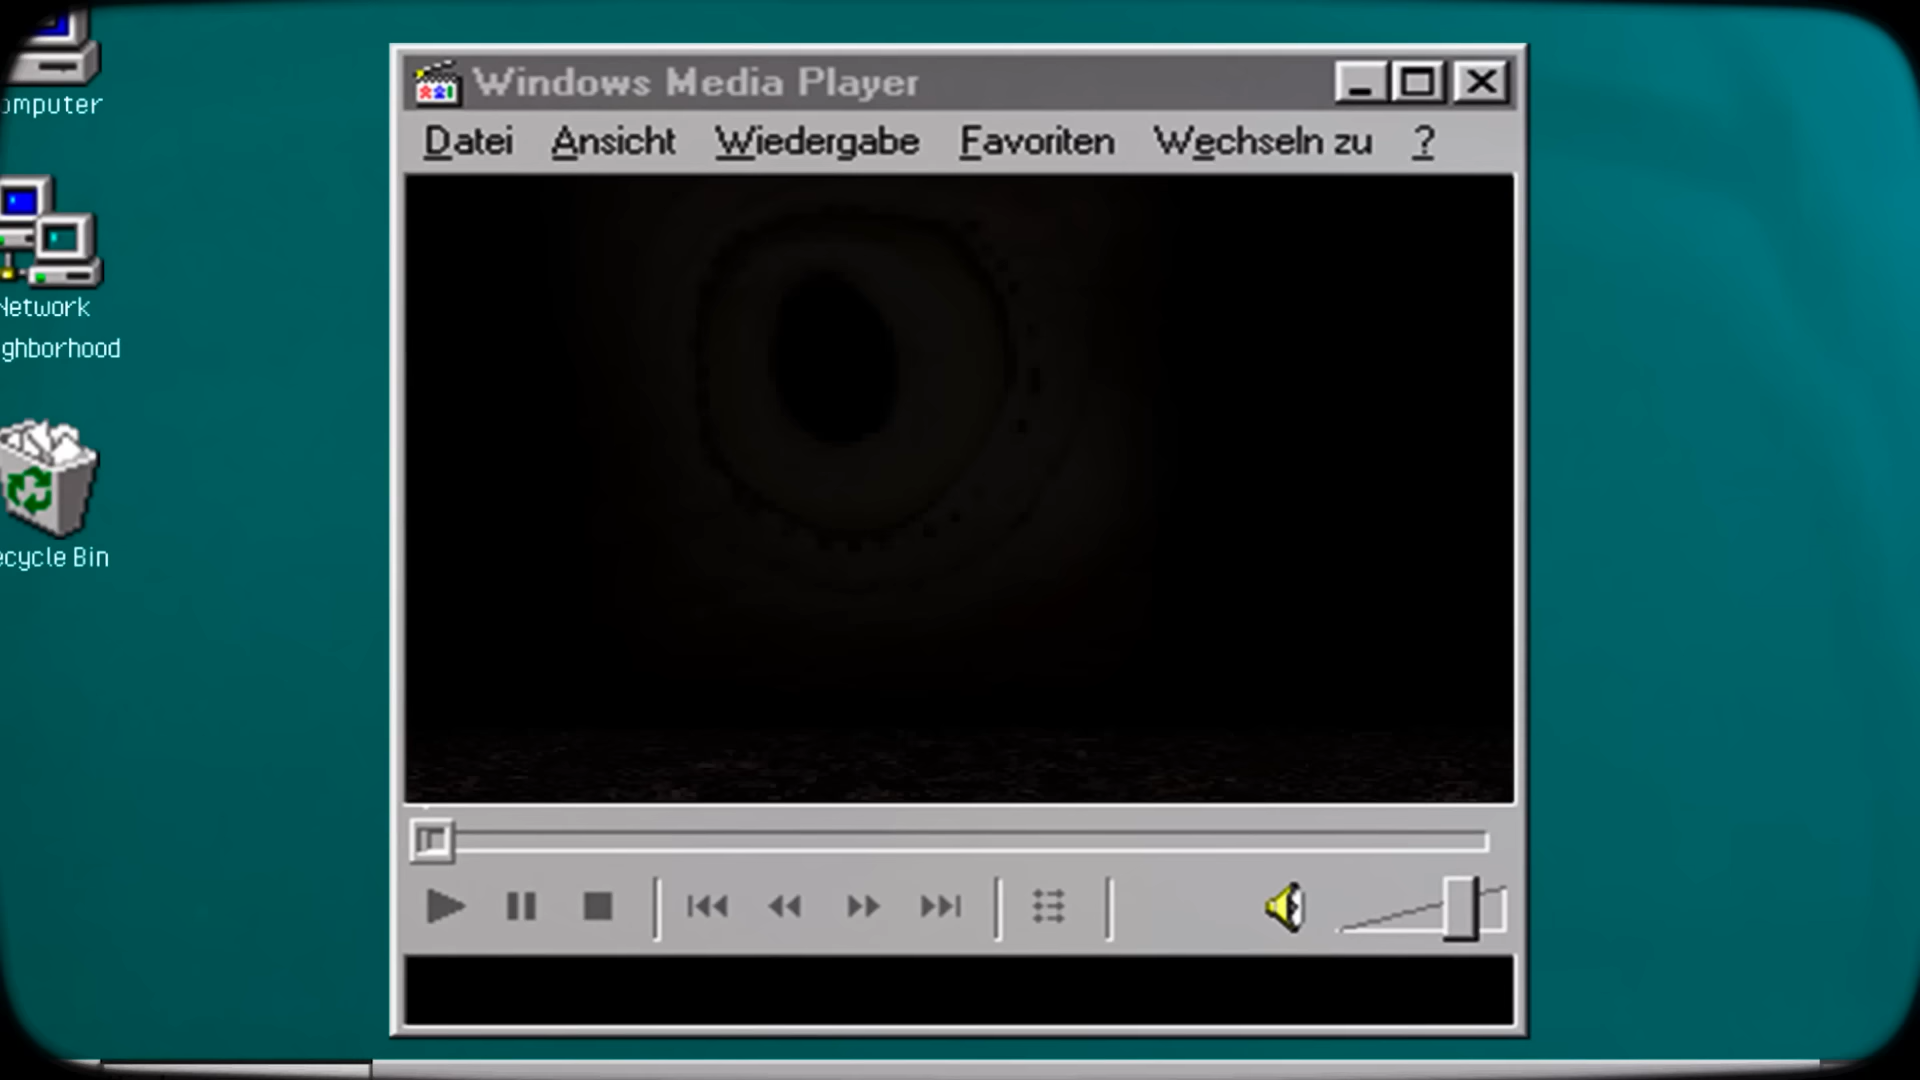 omputer
Network
ghborhood
ecycle Bin
Windows Media Player
Datei Ansicht Wiedergabe Favoriten Wechseln zu ?